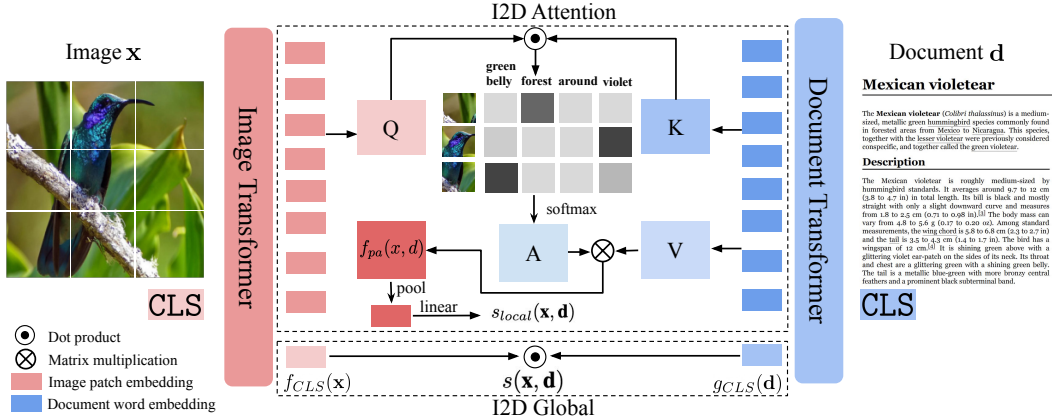 I2D Attention
Image x
Document d
green belly
forest
around
violet
Image Transformer
Document Transformer
Q
K
softmax
f_{pa}(x, d)
A
V
pool
linear
s_{local}(x, d)
CLS
Mexican violetear
The Mexican violetear (Colibri thalassinus) is a medium-
sized, metallic green hummingbird species commonly found
in forested areas from Mexico to Nicaragua. This species,
together with the lesser violetear were previously considered
conspecific, and together called the green violetear.
Description
The Mexican violetear is roughly medium-sized by
hummingbird standards. It averages around 9.7 to 12 cm
(3.8 to 4.7 in) in total length. Its bill is black and mostly
straight with only a slight downward curve and measures
from 1.8 to 2.5 cm (0.71 to 0.98 in).[3] The body mass can
vary from 4.8 to 5.6 g (0.17 to 0.20 oz). Among standard
measurements, the wing chord is 5.8 to 6.8 cm (2.3 to 2.7 in)
and the tail is 3.5 to 4.3 cm (1.4 to 1.7 in). The bird has a
wingspan of 12 cm.[4] It is shining green above with a
glittering violet ear-patch on the sides of its neck. Its throat
and chest are a glittering green with a shining green belly.
The tail is a metallic blue-green with more bronzy central
feathers and a prominent black subterminal band.
CLS
Dot product
Matrix multiplication
Image patch embedding
Document word embedding
f_{CLS}(x)
s(x, d)
g_{CLS}(d)
I2D Global